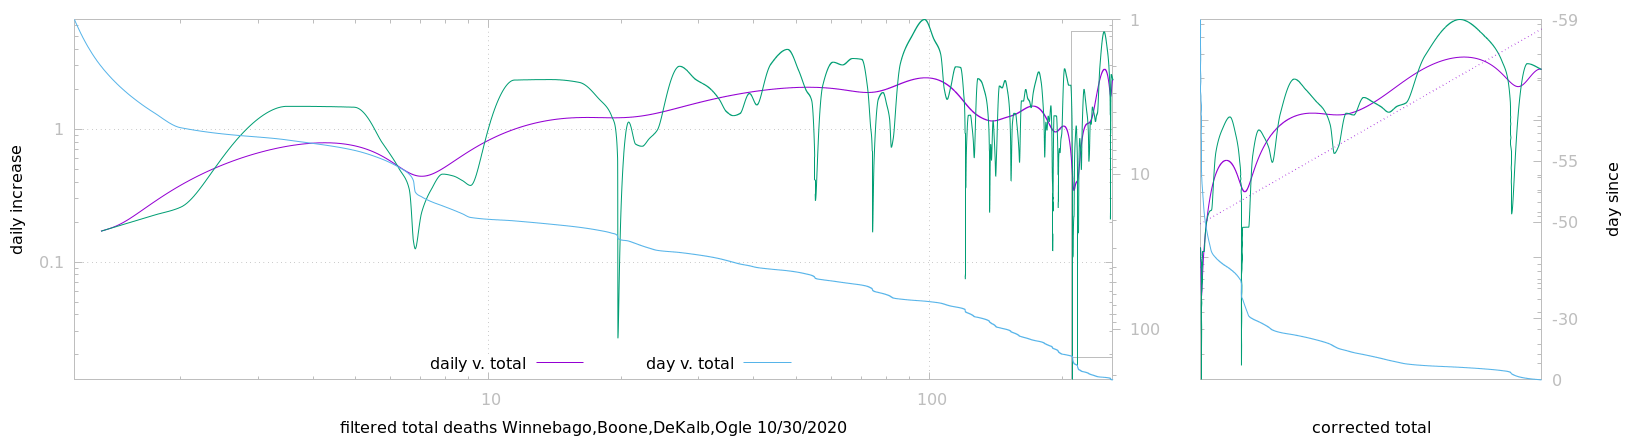 daily increase
1
0.1
10
100
1
10
100
daily v. total
day v. total
filtered total deaths Winnebago,Boone,DeKalb,Ogle 10/30/2020
-59
-55
-50
-30
0
day since
corrected total